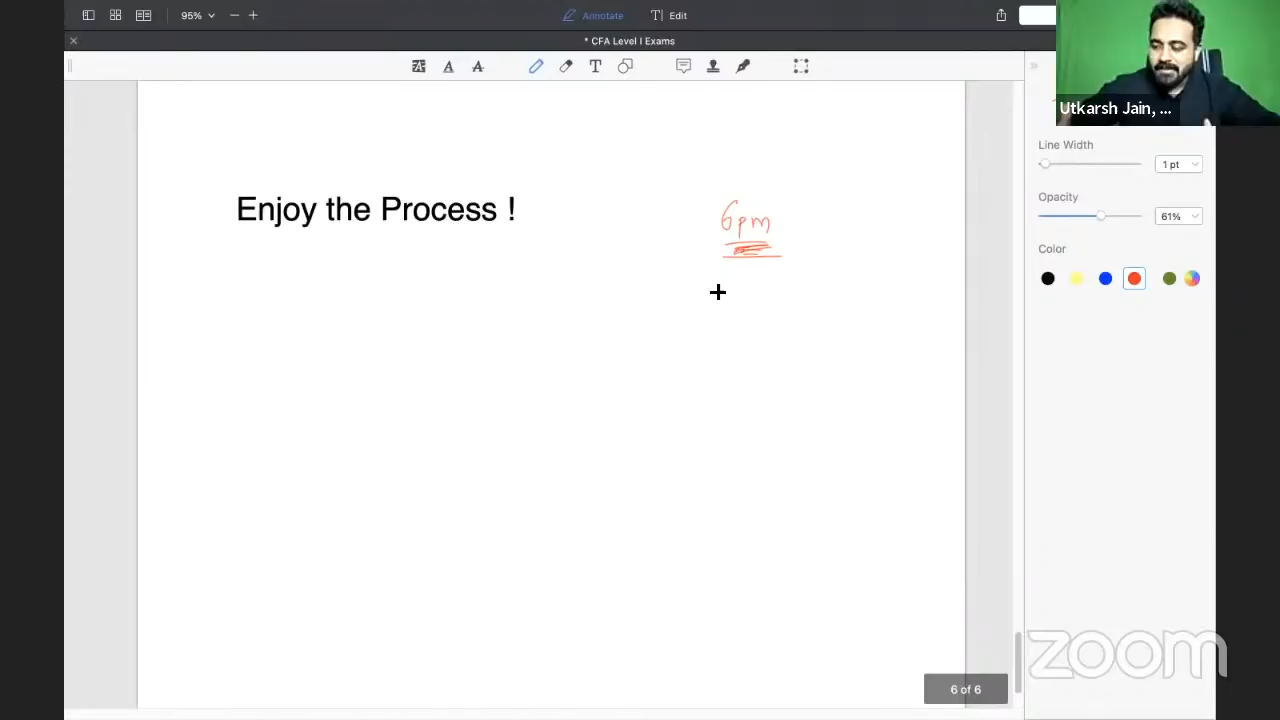 95%
Annotate
T Edit
* CFA Level I Exams
Utkarsh Jain, ...
Line Width
1 pt
Opacity
61%
Color
Enjoy the Process !
6pm
6 of 6
zoom